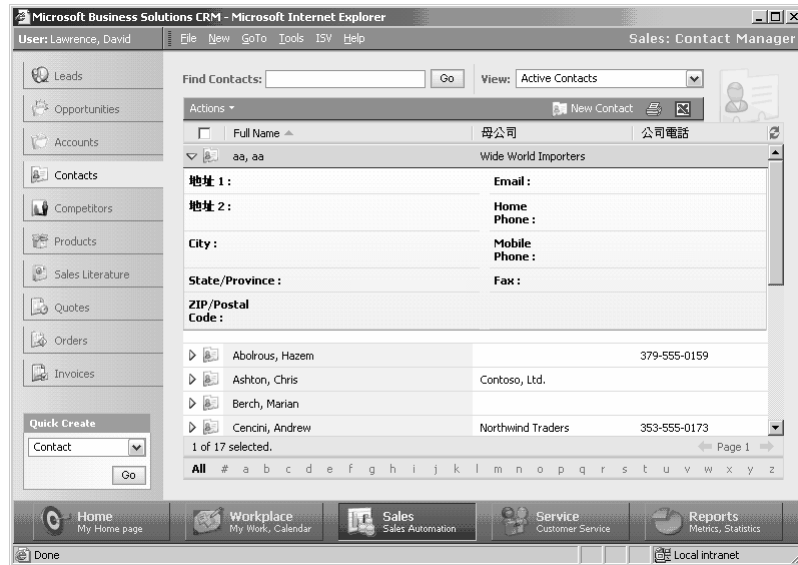 Microsoft Business Solutions CRM - Microsoft Internet Explorer
User: Lawrence, David File New GoTo Tools ISV Help Sales: Contact Manager
Leads
Opportunities
Accounts
Contacts
Competitors
Products
Sales Literature
Quotes
Orders
Invoices
Quick Create
Contact
Go
Find Contacts: Go View: Active Contacts
Actions New Contact
Full Name 母公司 公司電話
aa, aa Wide World Importers
地址 1 : Email :
地址 2 : Home
Phone :
City : Mobile
Phone :
State/Province : Fax :
ZIP/Postal
Code :
Abolrous, Hazem 379-555-0159
Ashton, Chris Contoso, Ltd.
Berch, Marian
Cencini, Andrew Northwind Traders 353-555-0173
1 of 17 selected. Page 1
All # a b c d e f g h i j k l m n o p q r s t u v w x y z
Home Workplace Sales Service Reports
My Home page My Work, Calendar Sales Automation Customer Service Metrics, Statistics
Done Local intranet